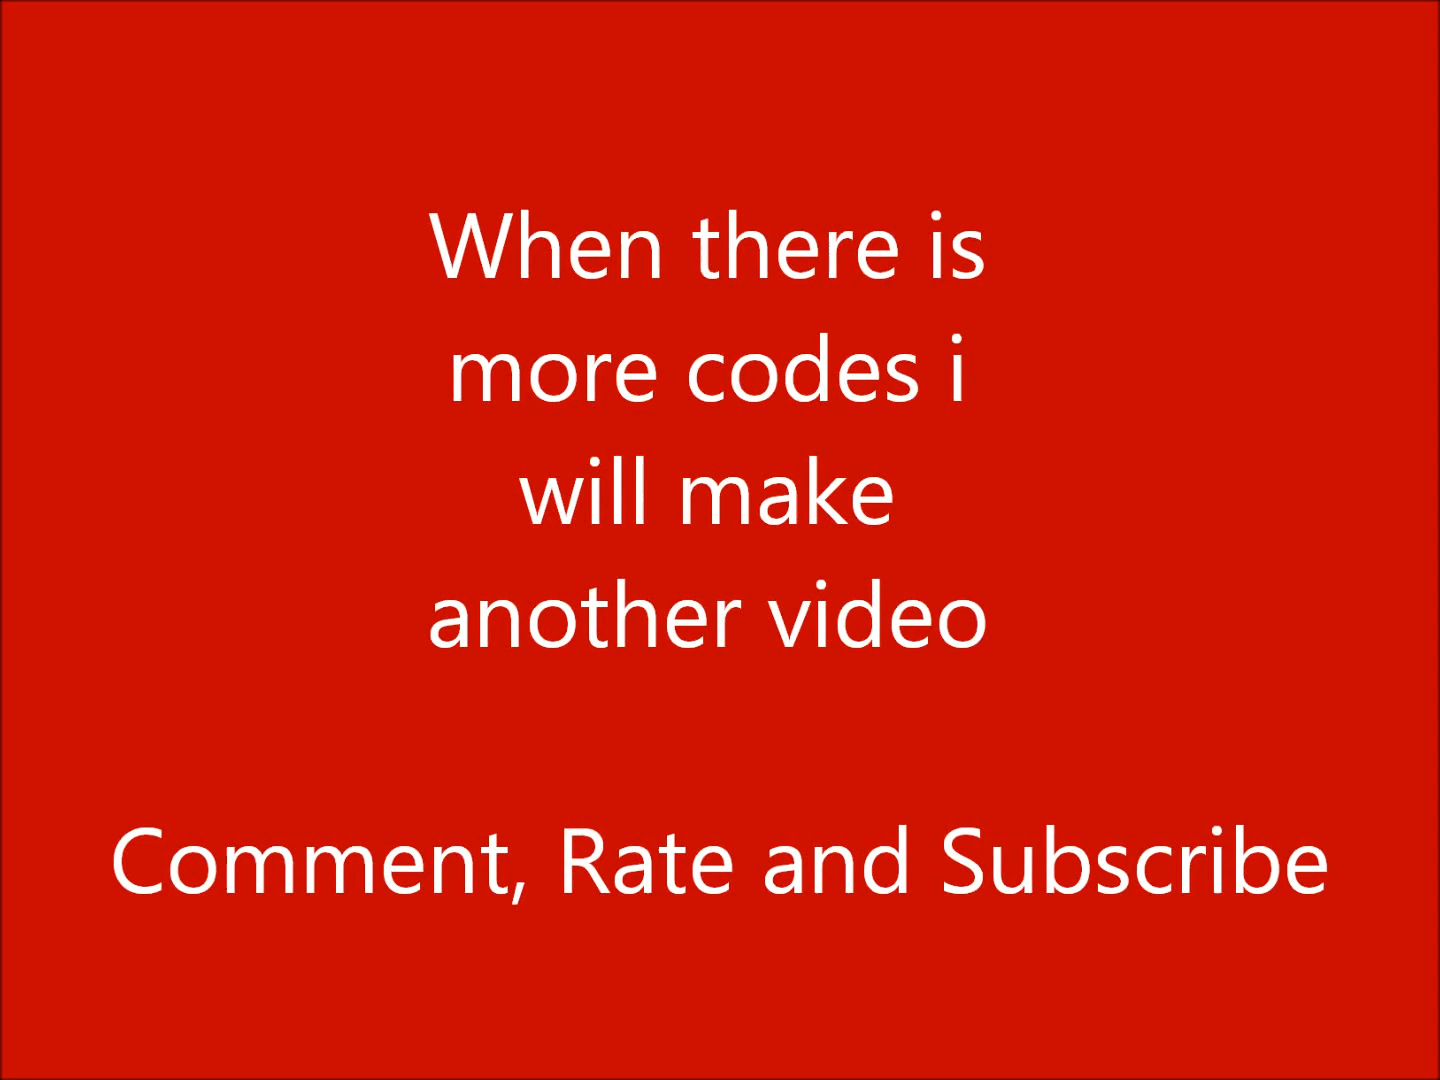 When there is
more codes i
will make
another video
Comment, Rate and Subscribe